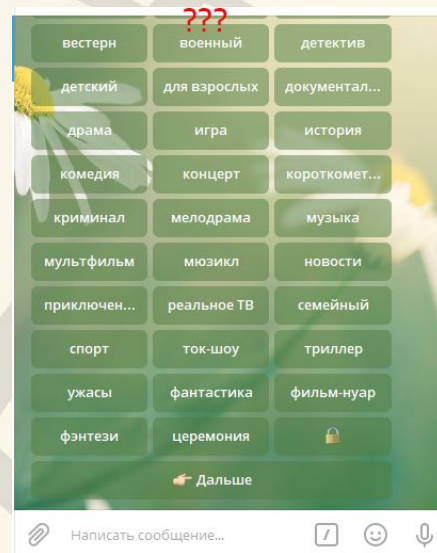 ???
вестерн военный детектив
детский для взрослых документал...
драма игра история
комедия концерт короткомет...
криминал мелодрама музыка
мультфильм мюзикл новости
приключен... реальное ТВ семейный
спорт ток-шоу триллер
ужасы фантастика фильм-нуар
фэнтези церемония 🔒
👉🏻 Дальше
Написать сообщение...